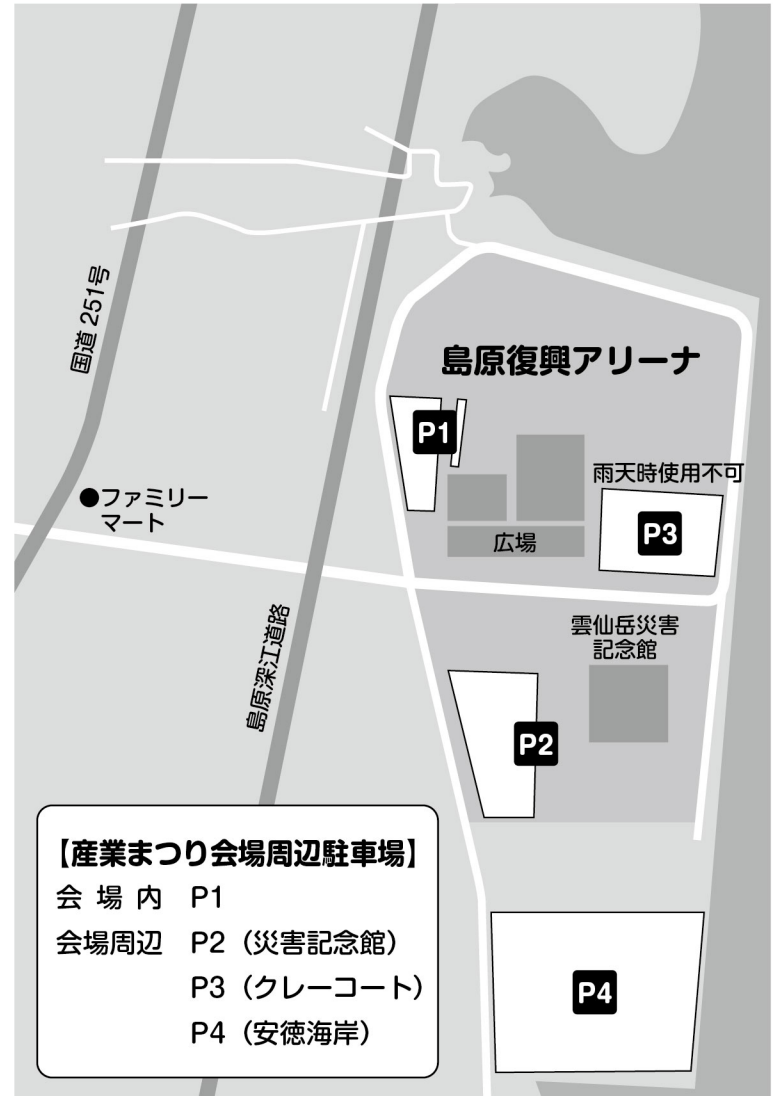 国道251号
島原復興アリーナ
P1
雨天時使用不可
●ファミリー
マート
P3
広場
島原深江道路
雲仙岳災害
記念館
P2
【産業まつり会場周辺駐車場】
会場内 P1
会場周辺 P2（災害記念館）
P3（クレーコート）
P4（安徳海岸）
P4